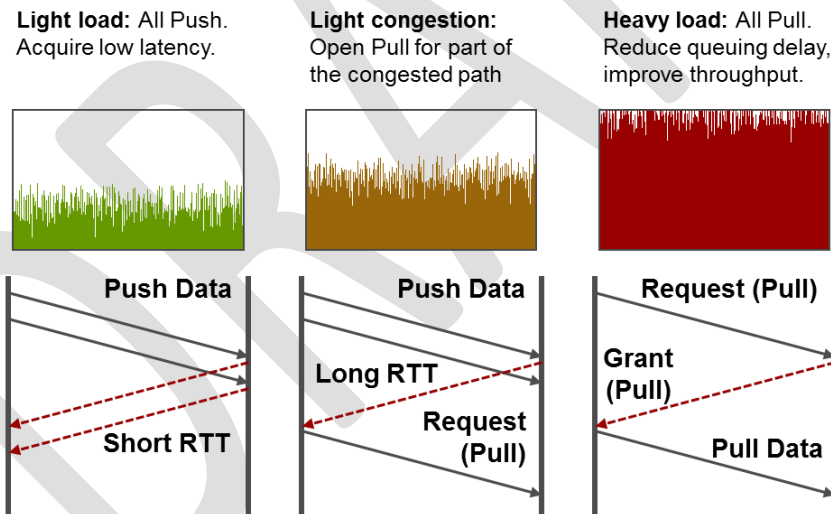 Light load: All Push.
Acquire low latency.
Light congestion:
Open Pull for part of
the congested path
Heavy load: All Pull.
Reduce queuing delay,
improve throughput.
Push Data
Short RTT
Push Data
Long RTT
Request
(Pull)
Request (Pull)
Grant
(Pull)
Pull Data